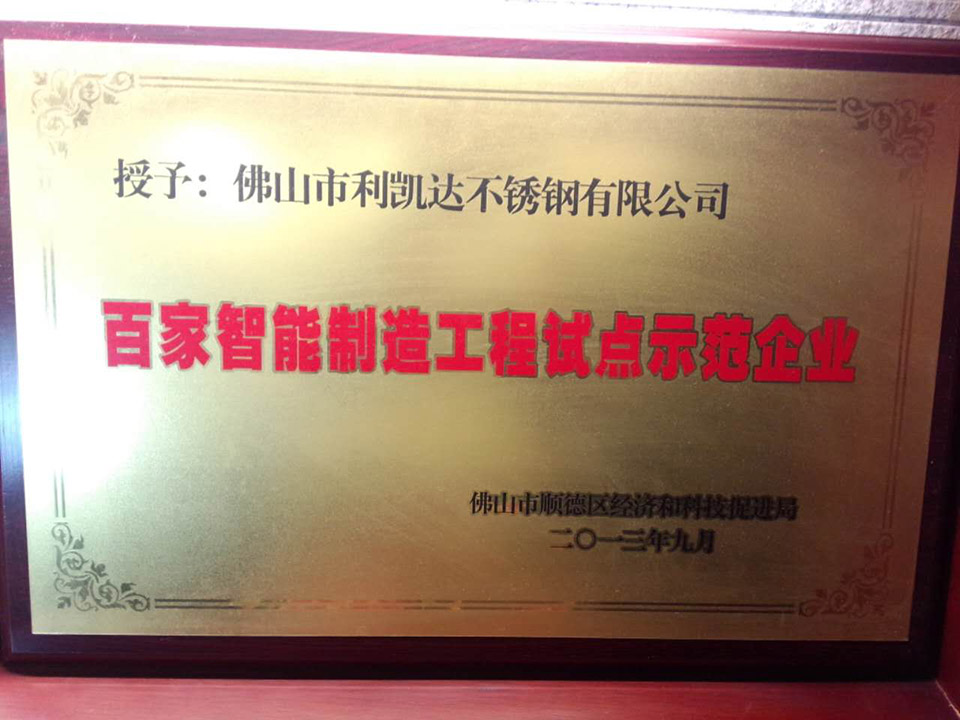 授予：佛山市利凯达不锈钢有限公司
百家智能制造工程试点示范企业
佛山市顺德区经济和科技促进局
二〇一三年九月